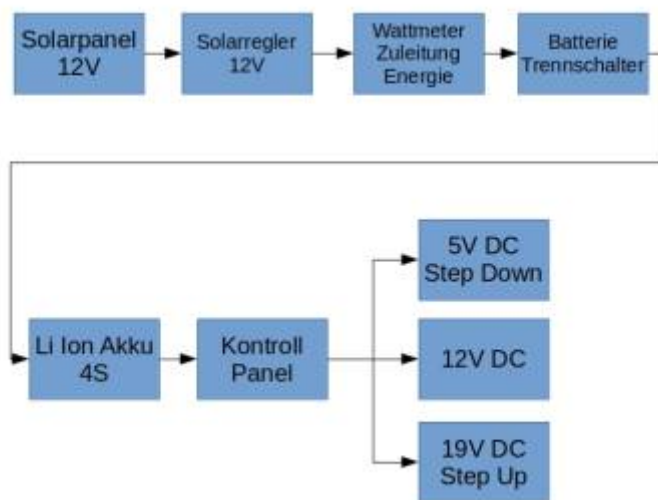 Solarpanel
12V
Solarregler
12V
Wattmeter
Zuleitung
Energie
Batterie
Trennschalter
Li Ion Akku
4S
Kontroll
Panel
5V DC
Step Down
12V DC
19V DC
Step Up